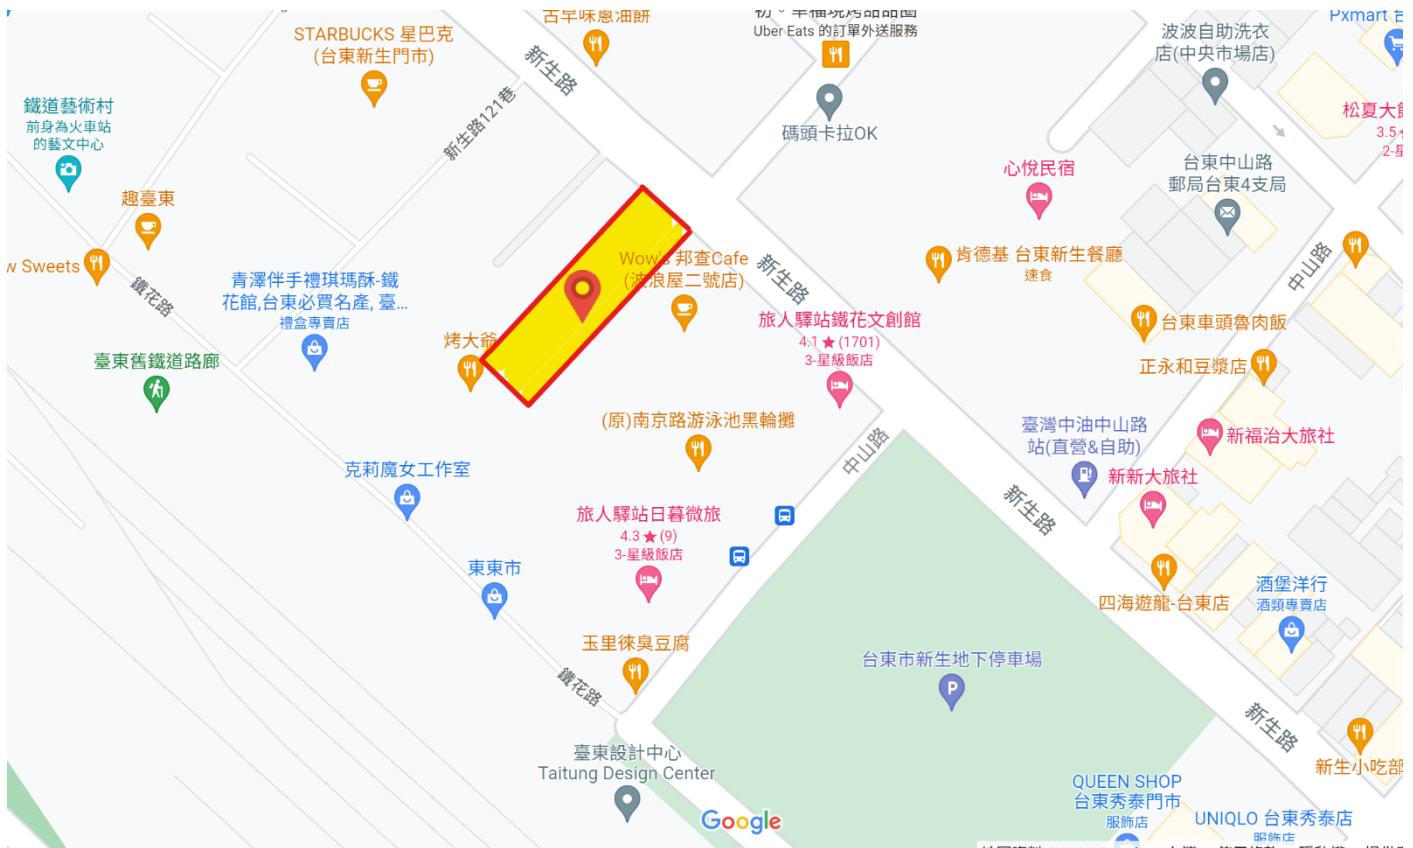 古早味蔥油餅
Uber Eats 的訂單外送服務
Pxmart
STARBUCKS 星巴克
(台東新生門市)
新生路
波波自助洗衣
店(中央市場店)
鐵道藝術村
前身為火車站
的藝文中心
新生路121巷
碼頭卡拉OK
松夏大
3.5
2-星
心悅民宿
台東中山路
郵局台東4支局
趣臺東
Sweets
鐵花路
青澤伴手禮琪瑪酥-鐵
花館,台東必買名產, 臺...
禮盒專賣店
Wow's 邦查Cafe
(波浪屋二號店)
新生路
肯德基 台東新生餐廳
速食
中山路
旅人驛站鐵花文創館
4.1 ★ (1701)
3-星級飯店
台東車頭魯肉飯
烤大爺
臺東舊鐵道路廊
正永和豆漿店
(原)南京路游泳池黑輪攤
中山路
臺灣中油中山路
站(直營&自助)
新福治大旅社
克莉魔女工作室
新新大旅社
新生路
旅人驛站日暮微旅
4.3 ★ (9)
3-星級飯店
東東市
四海遊龍-台東店
酒堡洋行
酒類專賣店
玉里徠臭豆腐
台東市新生地下停車場
P
鐵花路
新生路
臺東設計中心
Taitung Design Center
新生小吃部
QUEEN SHOP
台東秀泰門市
服飾店
UNIQLO 台東秀泰店
服飾店
Google